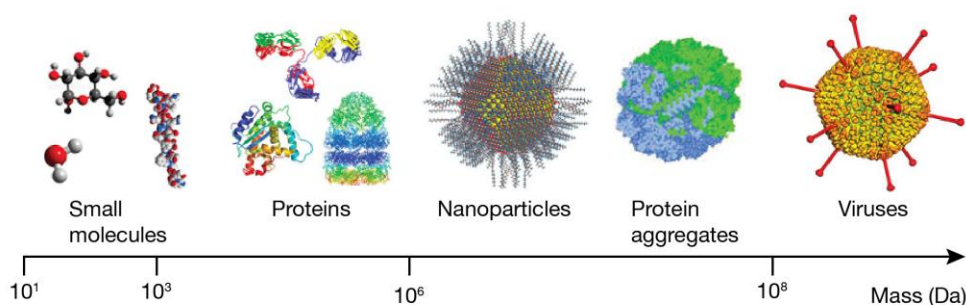 Small
molecules
Proteins
Nanoparticles
Protein
aggregates
Viruses
10¹
10³
10⁶
10⁸
Mass (Da)